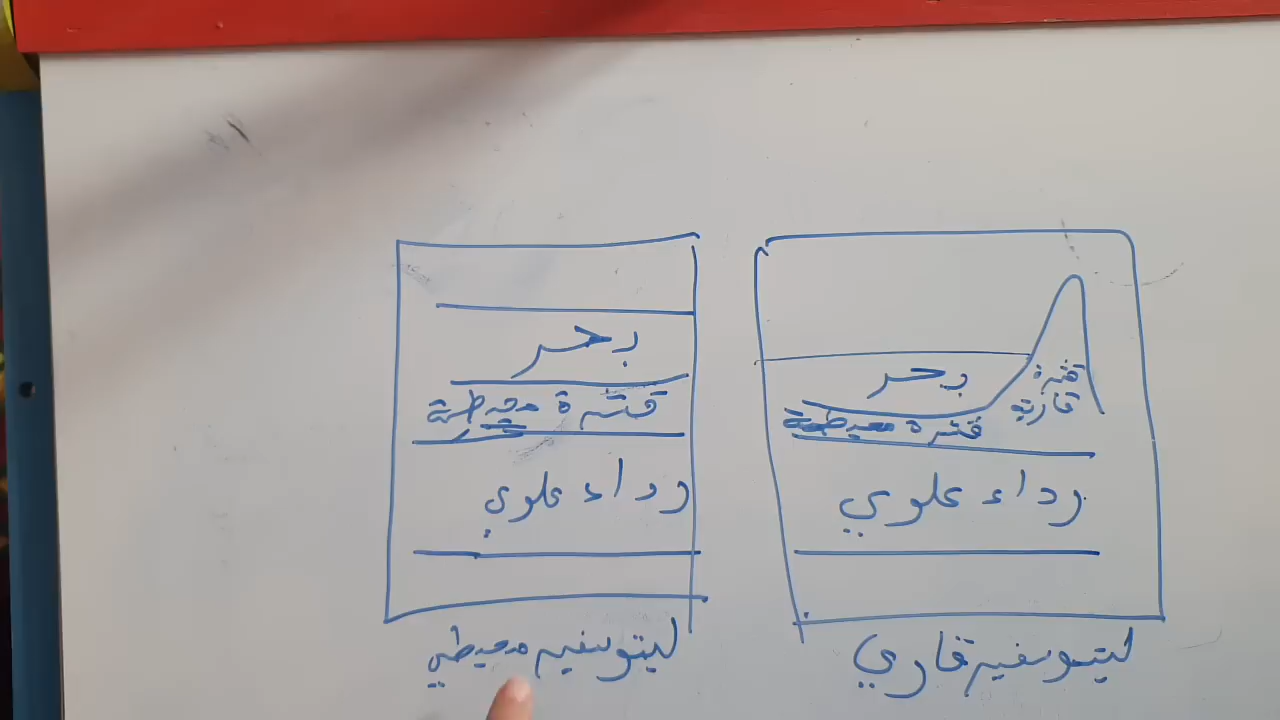 بحر
قشرة
قارية
قشرة محيطية
رداء علوي
ليتوسفير قاري
بحر
قشرة محيطية
رداء علوي
ليتوسفير محيطي